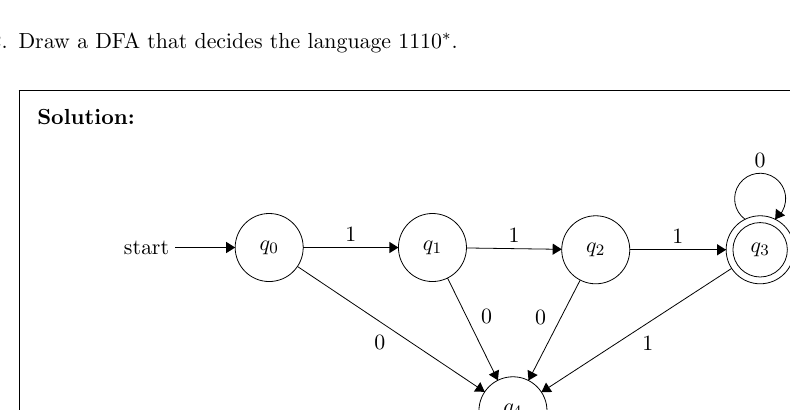 . Draw a DFA that decides the language 1110*.
Solution:
0
start
q0
1
q1
1
q2
1
q3
0
0
0
1